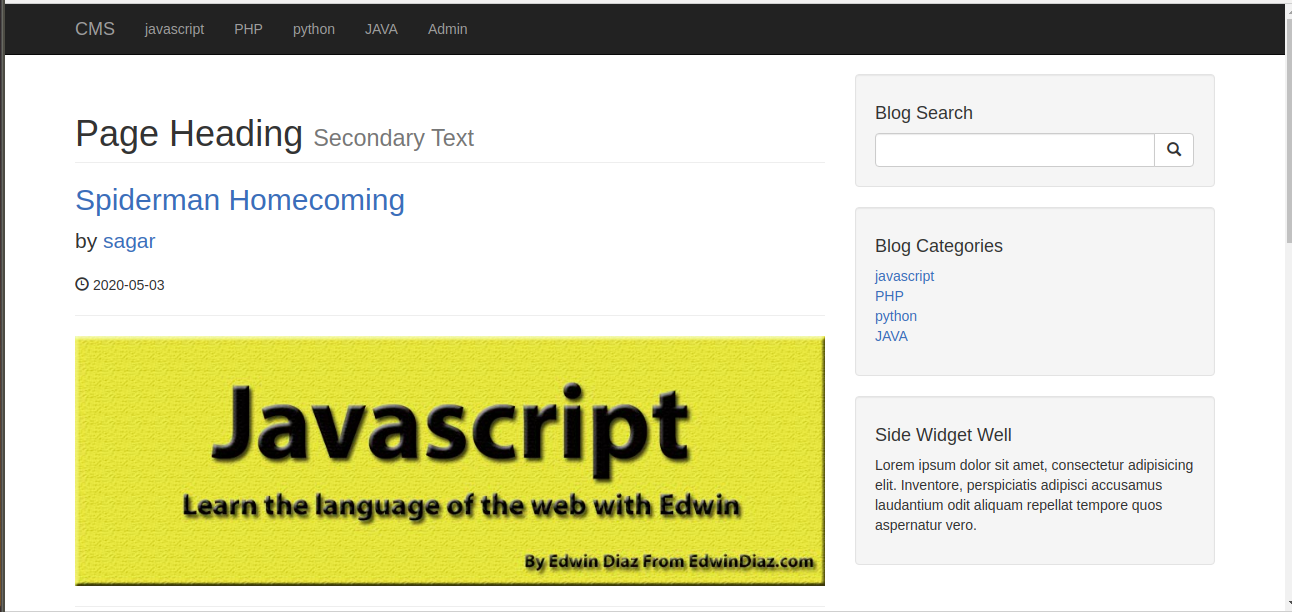 CMS javascript PHP python JAVA Admin
Page Heading Secondary Text
Spiderman Homecoming
by sagar
2020-05-03
Javascript
Learn the language of the web with Edwin
By Edwin Diaz From EdwinDiaz.com
Blog Search
Blog Categories
javascript
PHP
python
JAVA
Side Widget Well
Lorem ipsum dolor sit amet, consectetur adipisicing
elit. Inventore, perspiciatis adipisci accusamus
laudantium odit aliquam repellat tempore quos
aspernatur vero.